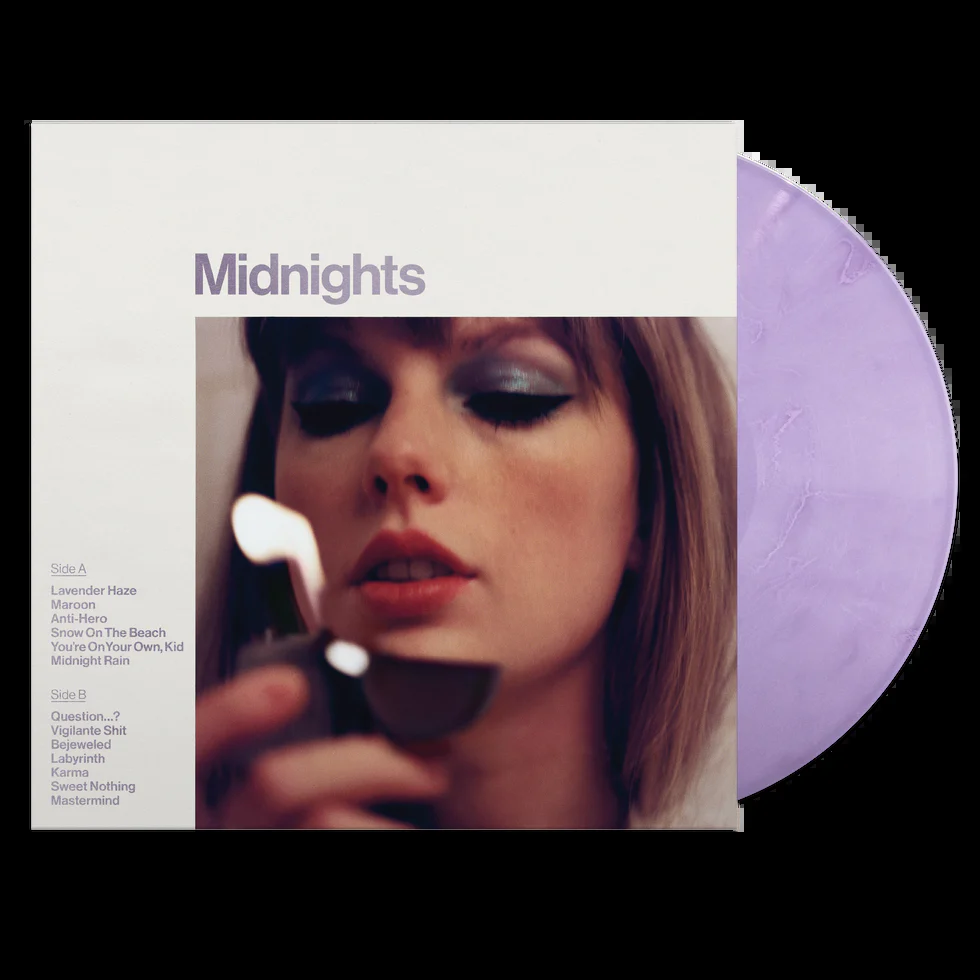 Midnights
Side A
Lavender Haze
Maroon
Anti-Hero
Snow On The Beach
You're On Your Own, Kid
Midnight Rain
Side B
Question...?
Vigilante Shit
Bejeweled
Labyrinth
Karma
Sweet Nothing
Mastermind